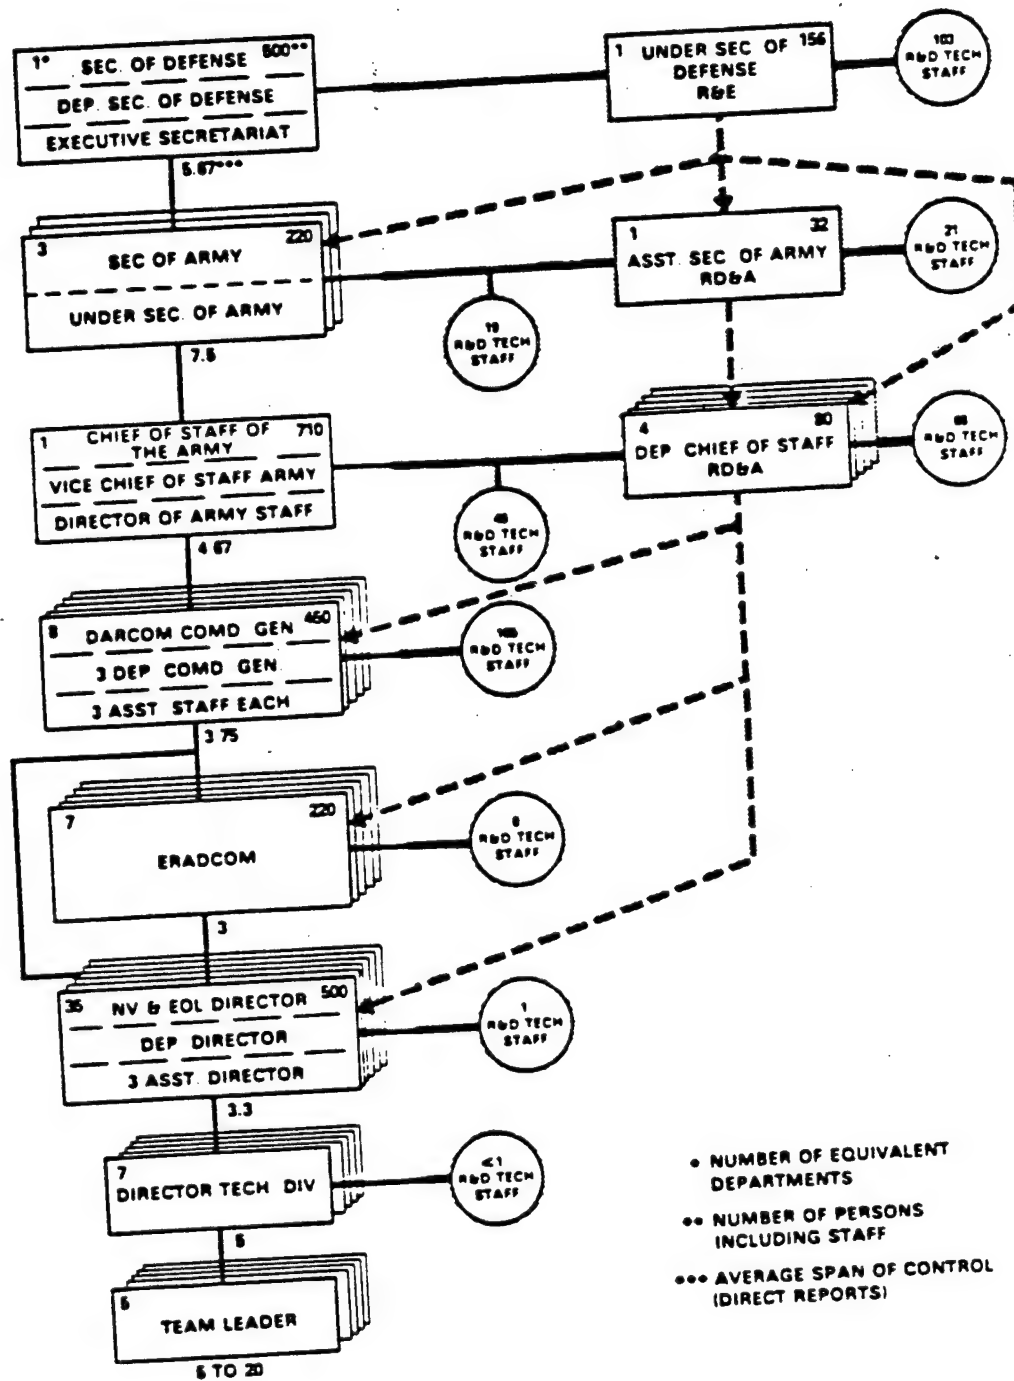 1* SEC. OF DEFENSE 600**
DEP. SEC. OF DEFENSE
EXECUTIVE SECRETARIAT
5.67***
1 UNDER SEC OF 156
DEFENSE
R&E
R&D TECH
STAFF
3 SEC OF ARMY 220
UNDER SEC. OF ARMY
7.5
19
R&D TECH
STAFF
1 ASST. SEC OF ARMY 32
RD&A
21
R&D TECH
STAFF
1 CHIEF OF STAFF OF 710
THE ARMY
VICE CHIEF OF STAFF ARMY
DIRECTOR OF ARMY STAFF
4 67
R&D TECH
STAFF
4 DEP CHIEF OF STAFF 80
RD&A
R&D TECH
STAFF
8 DARCOM COMD GEN 450
3 DEP COMD GEN.
3 ASST STAFF EACH
3 75
R&D TECH
STAFF
7 220
ERADCOM
3
R&D TECH
STAFF
35 NV & EOL DIRECTOR 500
DEP DIRECTOR
3 ASST. DIRECTOR
3.3
1
R&D TECH
STAFF
7
DIRECTOR TECH DIV
5
<1
R&D TECH
STAFF
5
TEAM LEADER
5 TO 20
• NUMBER OF EQUIVALENT
DEPARTMENTS
•• NUMBER OF PERSONS
INCLUDING STAFF
••• AVERAGE SPAN OF CONTROL
(DIRECT REPORTS)